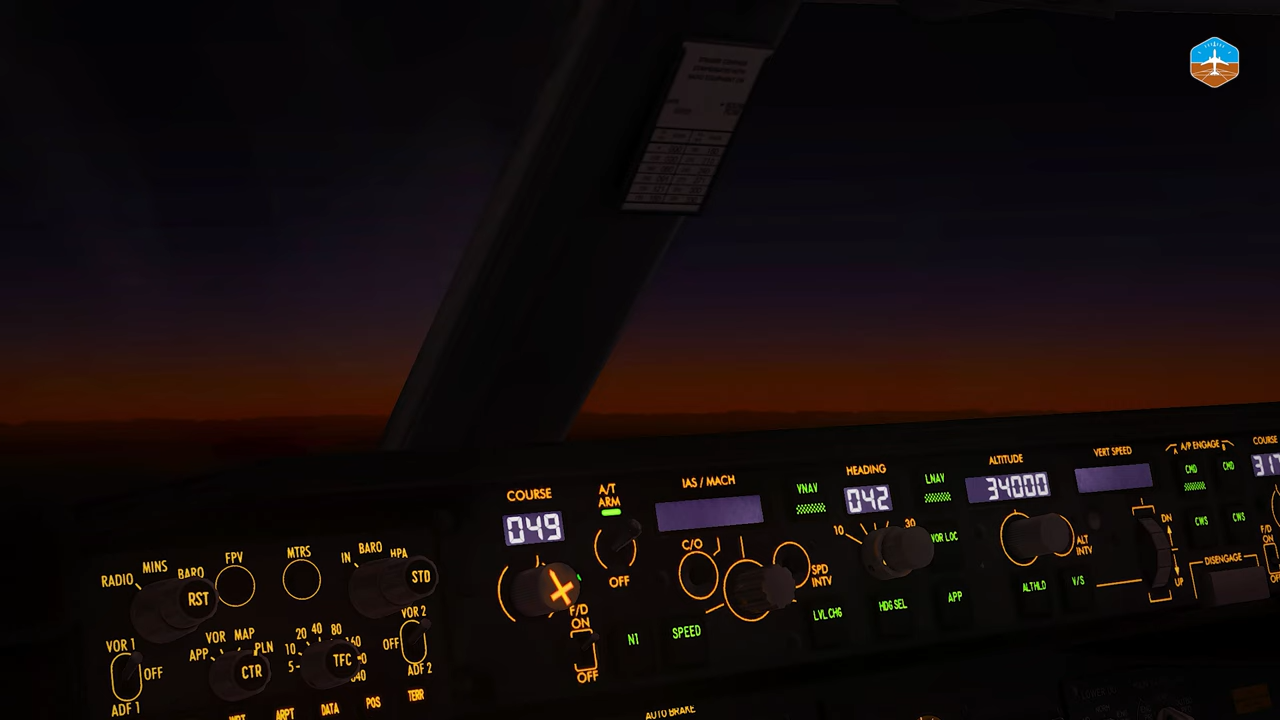 COURSE
049
A/T
ARM
OFF
IAS / MACH
C/O
SPD
INTV
VNAV
HEADING
042
10
30
LNAV
VOR LOC
ALTITUDE
34000
ALT
INTV
VERT SPEED
DN
UP
A/P ENGAGE
A
B
CMD
CMD
CWS
CWS
DISENGAGE
COURSE
317
F/D
ON
F/D
ON
OFF
N1
SPEED
LVL CHG
HDG SEL
APP
ALT HLD
V/S
RADIO
MINS
BARO
RST
FPV
MTRS
IN
BARO
HPA
STD
VOR 1
OFF
ADF 1
APP
VOR
MAP
PLN
CTR
5
10
20
40
80
TFC
VOR 2
OFF
ADF 2
ARPT
DATA
POS
TERR
AUTO BRAKE